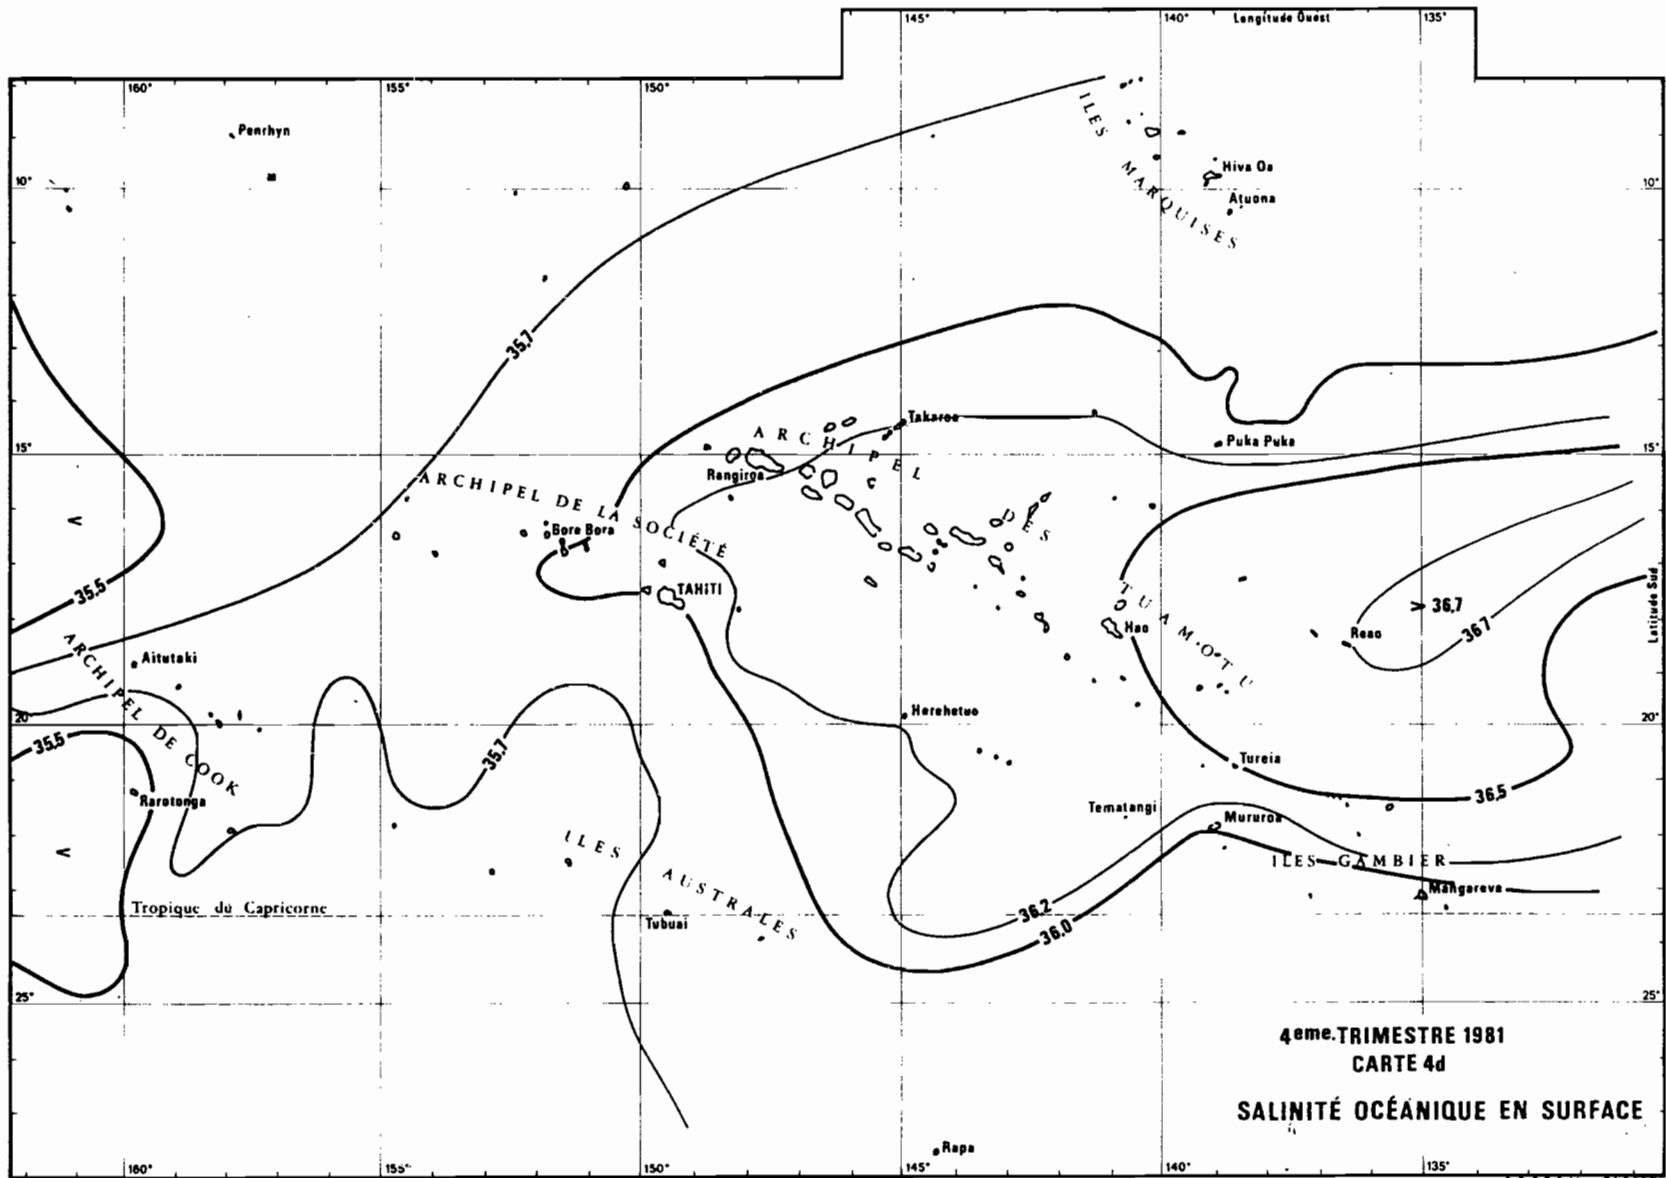 145° 140° Longitude Ouest 135°
160° 155° 150°
Penrhyn
ILES MARQUISES
Hiva Oa
10° 10°
Atuona
35,7
Takaroa
ARCHIPEL DES TUAMOTU
Puka Puka
15° 15°
Rangiroa
ARCHIPEL DE LA SOCIÉTÉ
Bora Bora
<
35,5
TAHITI
> 36,7
36,7
Latitude Sud
Hao
Reao
ARCHIPEL DE COOK
Aitutaki
Herehetue
20° 20°
35,5
35,7
Tureia
36,5
Rarotonga
Tematangi
Mururoa
<
ILES AUSTRALES
ILES GAMBIER
Mangareva
Tropique du Capricorne
36,2
Tubuai
36,0
25° 25°
4eme. TRIMESTRE 1981
CARTE 4d
SALINITÉ OCÉANIQUE EN SURFACE
Rapa
160° 155° 150° 145° 140° 135°